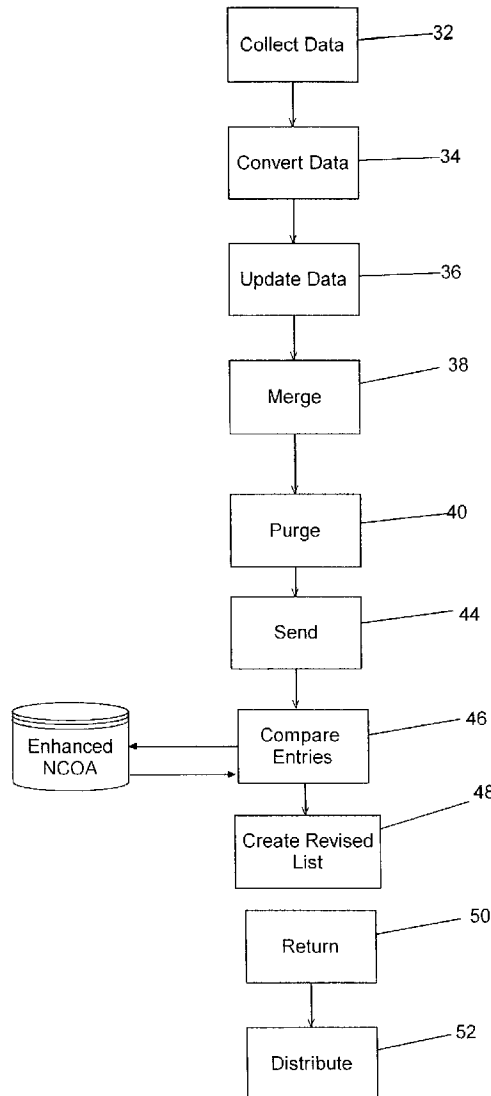 Collect Data
32
Convert Data
34
Update Data
36
Merge
38
Purge
40
Send
44
Enhanced
NCOA
Compare
Entries
46
Create Revised
List
48
Return
50
Distribute
52